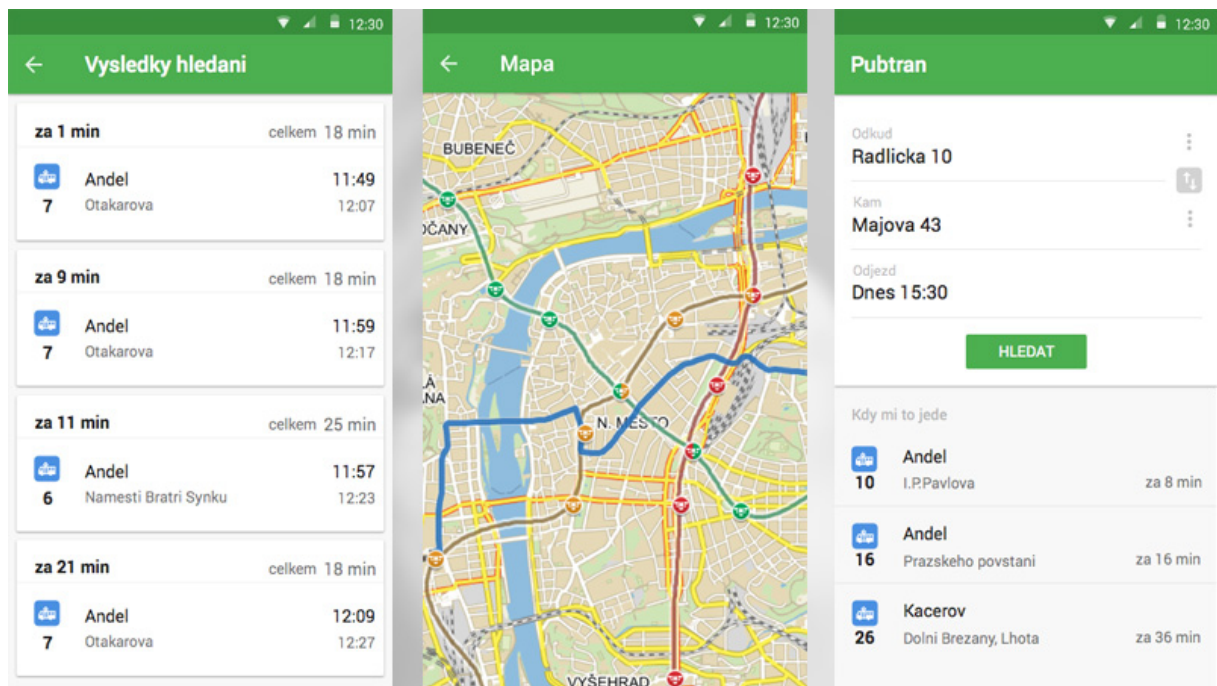 12:30
Vysledky hledani
za 1 min celkem 18 min
Andel 11:49
7 Otakarova 12:07
za 9 min celkem 18 min
Andel 11:59
7 Otakarova 12:17
za 11 min celkem 25 min
Andel 11:57
6 Namesti Bratri Synku 12:23
za 21 min celkem 18 min
Andel 12:09
7 Otakarova 12:27
12:30
Mapa
BUBENEČ
OČANY
LÁ
ANA
N. MĚSTO
VYŠEHRAD
12:30
Pubtran
Odkud
Radlicka 10
Kam
Majova 43
Odjezd
Dnes 15:30
HLEDAT
Kdy mi to jede
Andel
10 I.P.Pavlova za 8 min
Andel
16 Prazskeho povstani za 16 min
Kacerov
26 Dolni Brezany, Lhota za 36 min